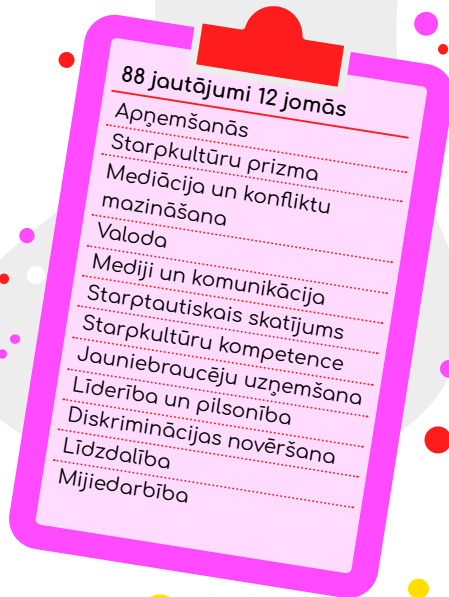 88 jautājumi 12 jomās
Apņemšanās
Starpkultūru prizma
Mediācija un konfliktu
mazināšana
Valoda
Mediji un komunikācija
Starptautiskais skatījums
Starpkultūru kompetence
Jauniebraucēju uzņemšana
Līderība un pilsonība
Diskriminācijas novēršana
Līdzdalība
Mijiedarbība